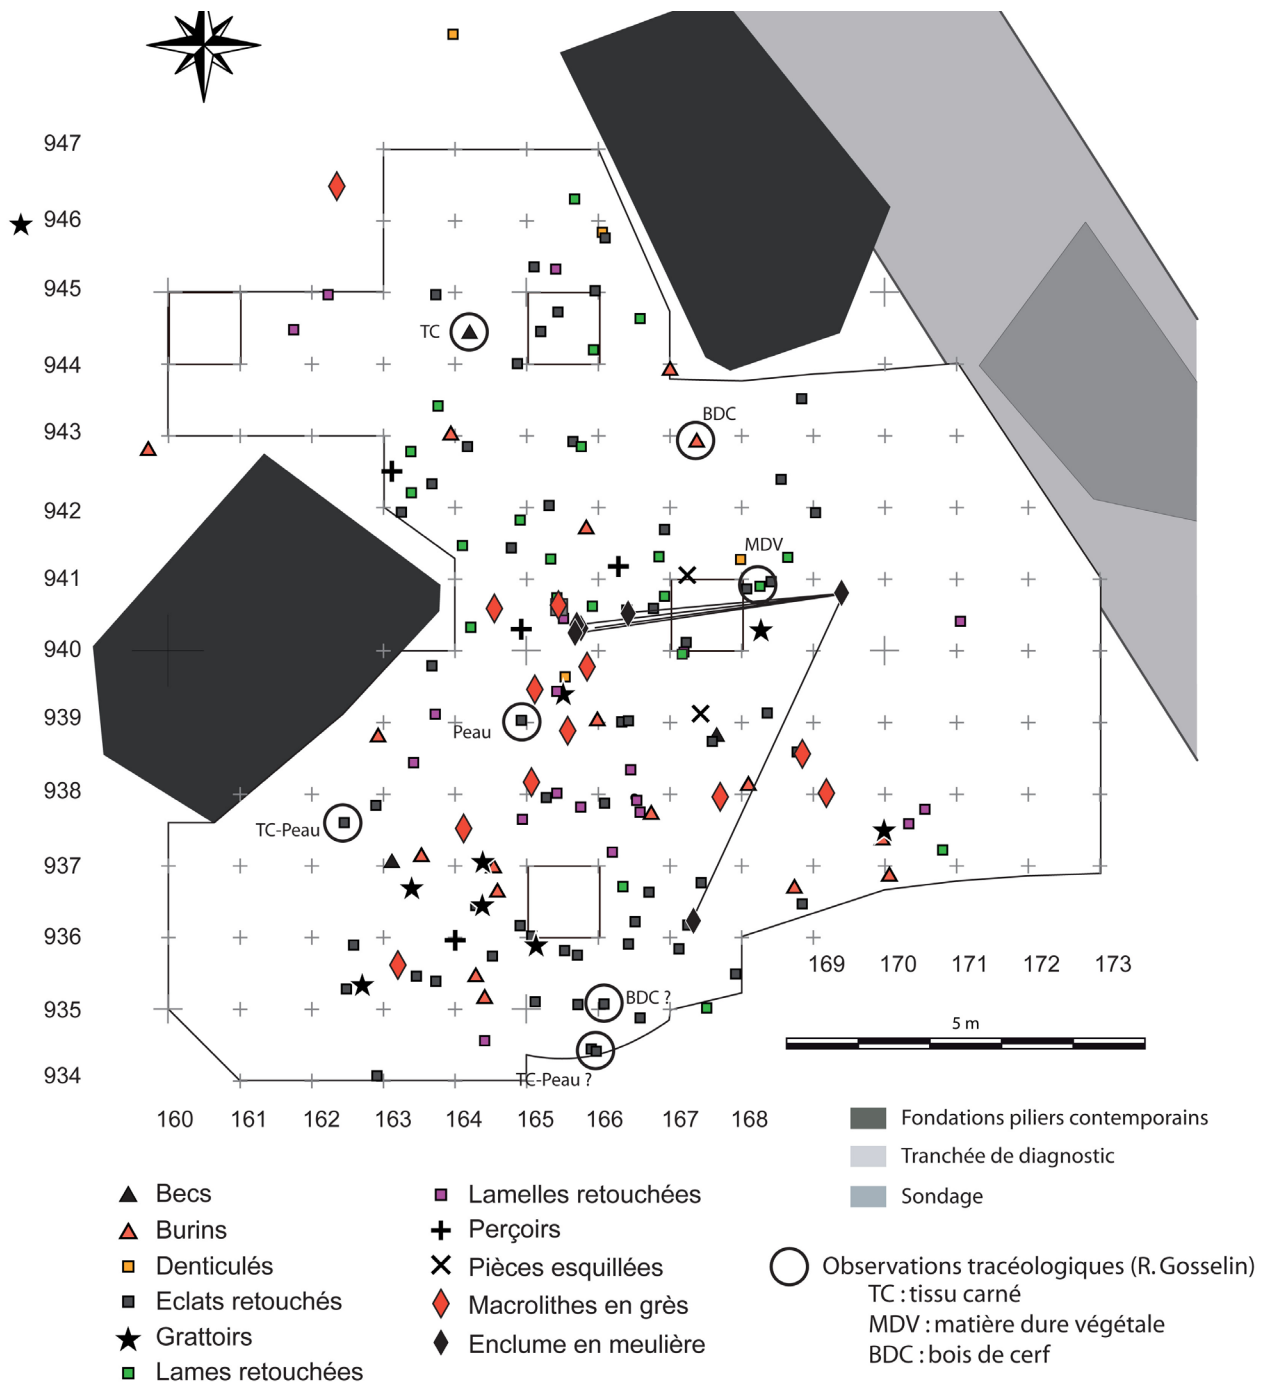 947
946
945
944
943
942
941
940
939
938
937
936
935
934
TC
BDC
MDV
Peau
TC-Peau
BDC ?
TC-Peau ?
169 170 171 172 173
5 m
160 161 162 163 164 165 166 167 168
Fondations piliers contemporains
Tranchée de diagnostic
Sondage
Becs
Burins
Denticulés
Eclats retouchés
Grattoirs
Lames retouchées
Lamelles retouchées
Perçoirs
Pièces esquillées
Macrolithes en grès
Enclume en meulière
Observations tracéologiques (R. Gosselin)
TC : tissu carné
MDV : matière dure végétale
BDC : bois de cerf